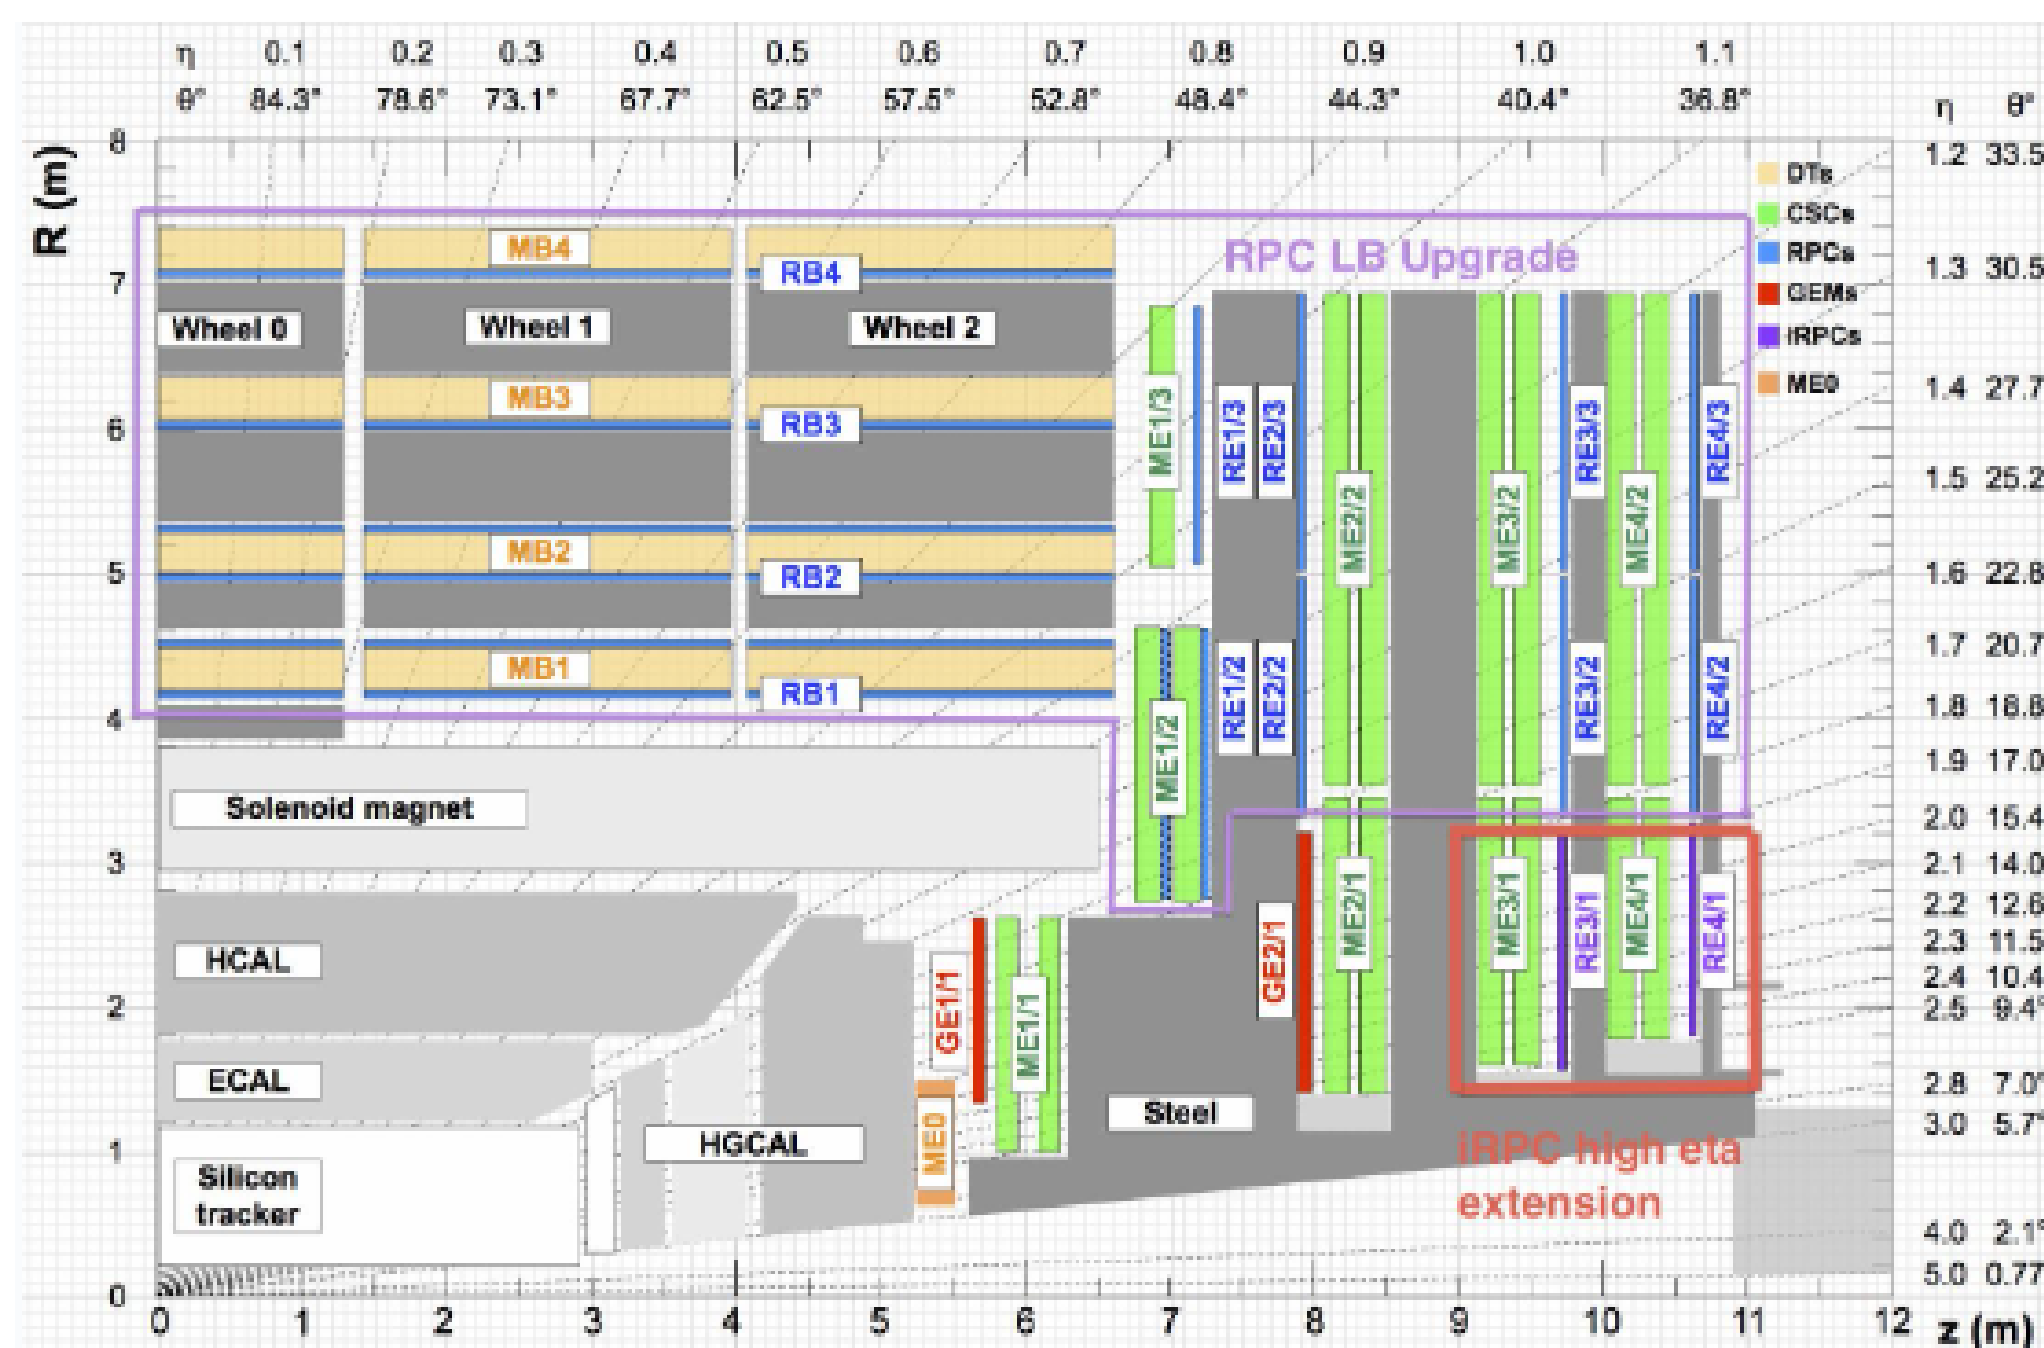 η 0.1 0.2 0.3 0.4 0.5 0.6 0.7 0.8 0.9 1.0 1.1
θ° 84.3° 78.6° 73.1° 67.7° 62.5° 57.5° 52.8° 48.4° 44.3° 40.4° 36.8°
η θ°
R (m)
8
7
6
5
4
3
2
1
0
1.2 33.5
1.3 30.5
1.4 27.7
1.5 25.2
1.6 22.8
1.7 20.7
1.8 18.8
1.9 17.0
2.0 15.4
2.1 14.0
2.2 12.6
2.3 11.5
2.4 10.4
2.5 9.4°
2.8 7.0°
3.0 5.7°
4.0 2.1°
5.0 0.77
DTs
CSCs
RPCs
GEMs
iRPCs
ME0
RPC LB Upgrade
MB4
RB4
Wheel 0
Wheel 1
Wheel 2
MB3
RB3
MB2
RB2
MB1
RB1
ME1/3
RE1/3
RE2/3
ME2/2
ME3/2
RE3/3
ME4/2
RE4/3
ME1/2
RE1/2
RE2/2
RE3/2
RE4/2
Solenoid magnet
HCAL
ECAL
Silicon
tracker
HGCAL
Steel
GE1/1
ME1/1
ME0
GE2/1
ME2/1
ME3/1
RE3/1
ME4/1
RE4/1
iRPC high eta
extension
0 1 2 3 4 5 6 7 8 9 10 11 12
z (m)